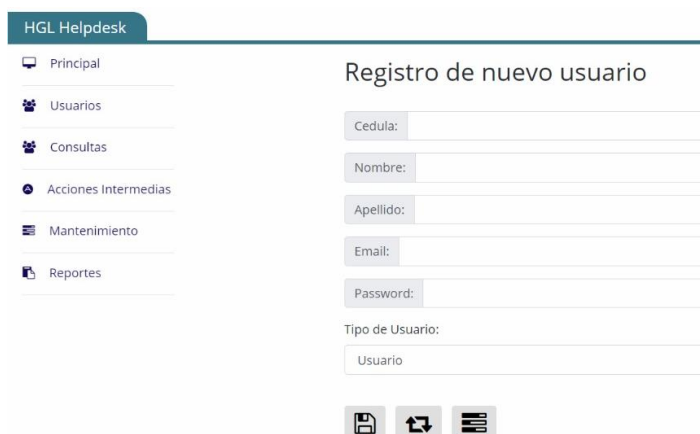 HGL Helpdesk
Principal
Usuarios
Consultas
Acciones Intermedias
Mantenimiento
Reportes
Registro de nuevo usuario
Cedula:
Nombre:
Apellido:
Email:
Password:
Tipo de Usuario:
Usuario